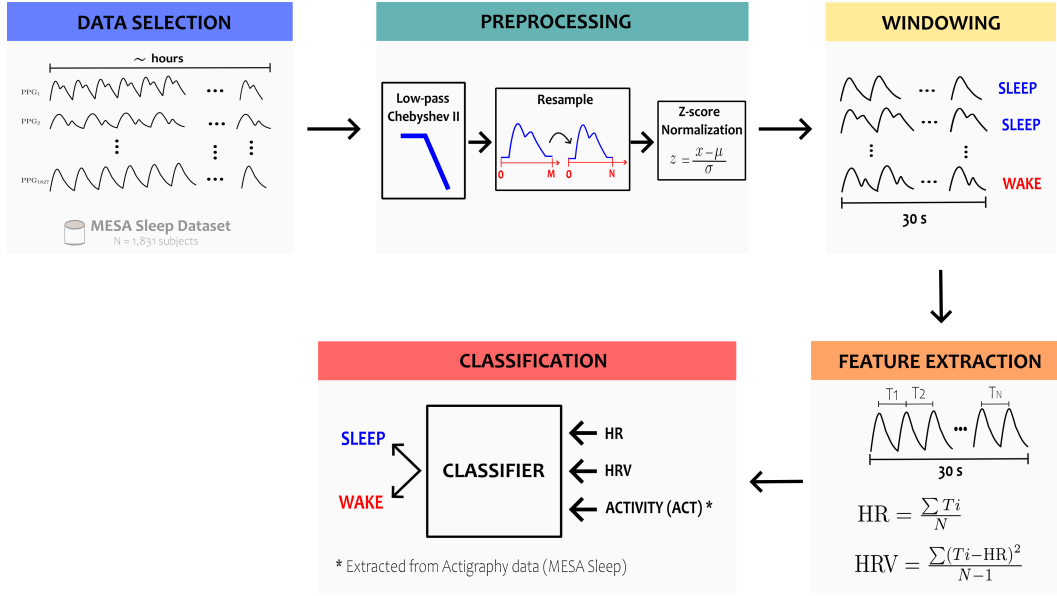 DATA SELECTION
~ hours
PPG1
PPG2
PPG1827
MESA Sleep Dataset
N = 1,831 subjects
PREPROCESSING
Low-pass
Chebyshev II
Resample
0 M 0 N
Z-score
Normalization
z = x−μ / σ
WINDOWING
SLEEP
SLEEP
WAKE
30 s
FEATURE EXTRACTION
T1 T2 TN
30 s
HR = ∑ Ti / N
HRV = ∑(Ti−HR)² / N−1
CLASSIFICATION
SLEEP
WAKE
CLASSIFIER
HR
HRV
ACTIVITY (ACT) *
* Extracted from Actigraphy data (MESA Sleep)